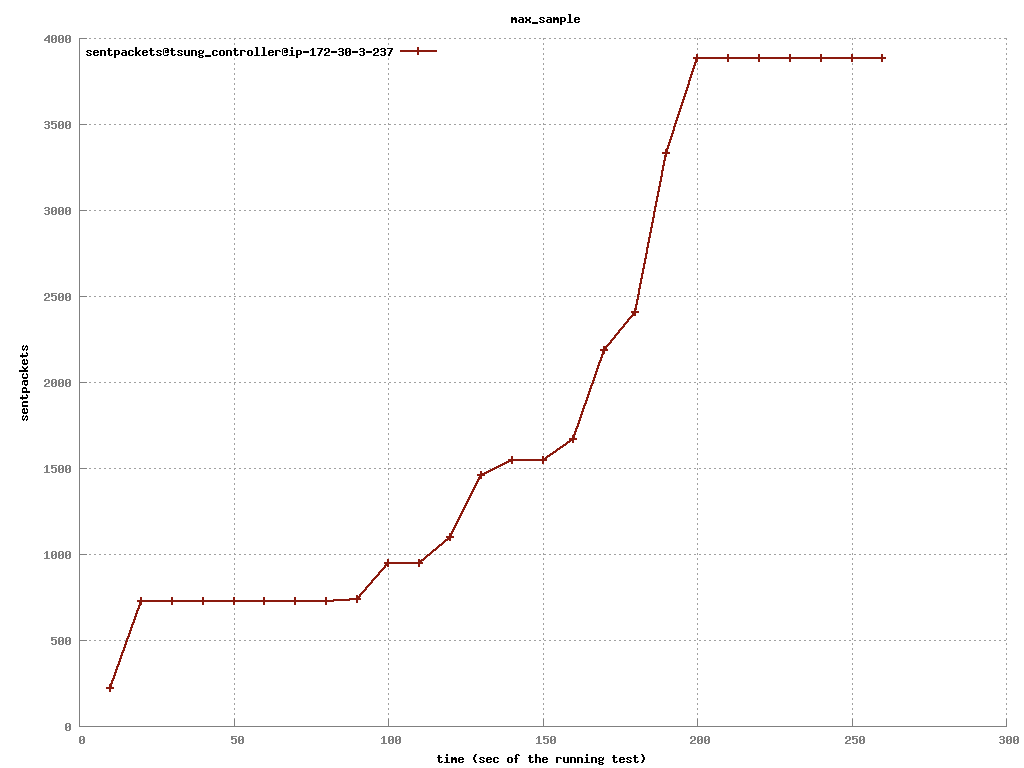 max_sample
sentpackets@tsung_controller@ip-172-30-3-237
4000
3500
3000
2500
2000
1500
1000
500
0
sentpackets
0 50 100 150 200 250 300
time (sec of the running test)